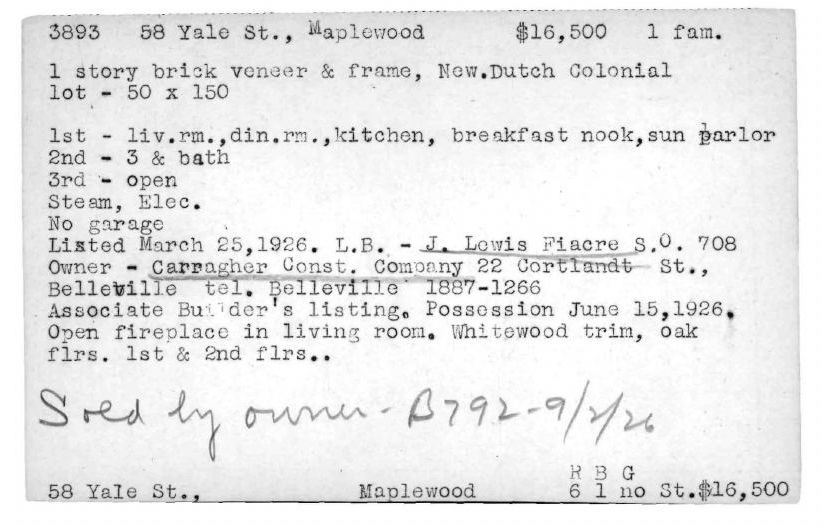 3893 58 Yale St., Maplewood $16,500 1 fam.
1 story brick veneer & frame, New.Dutch Colonial
lot - 50 x 150
1st - liv.rm.,din.rm.,kitchen, breakfast nook,sun parlor
2nd - 3 & bath
3rd - open
Steam, Elec.
No garage
Listed March 25,1926. L.B. - J. Lewis Fiacre S.O. 708
Owner - Carragher Const. Company 22 Cortlandt St.,
Belleville tel. Belleville 1887-1266
Associate Builder's listing. Possession June 15,1926.
Open fireplace in living room. Whitewood trim, oak
flrs. 1st & 2nd flrs..
Sold by owner - B792 - 9/2/26
R B G
58 Yale St., Maplewood 6 1 no St.$16,500